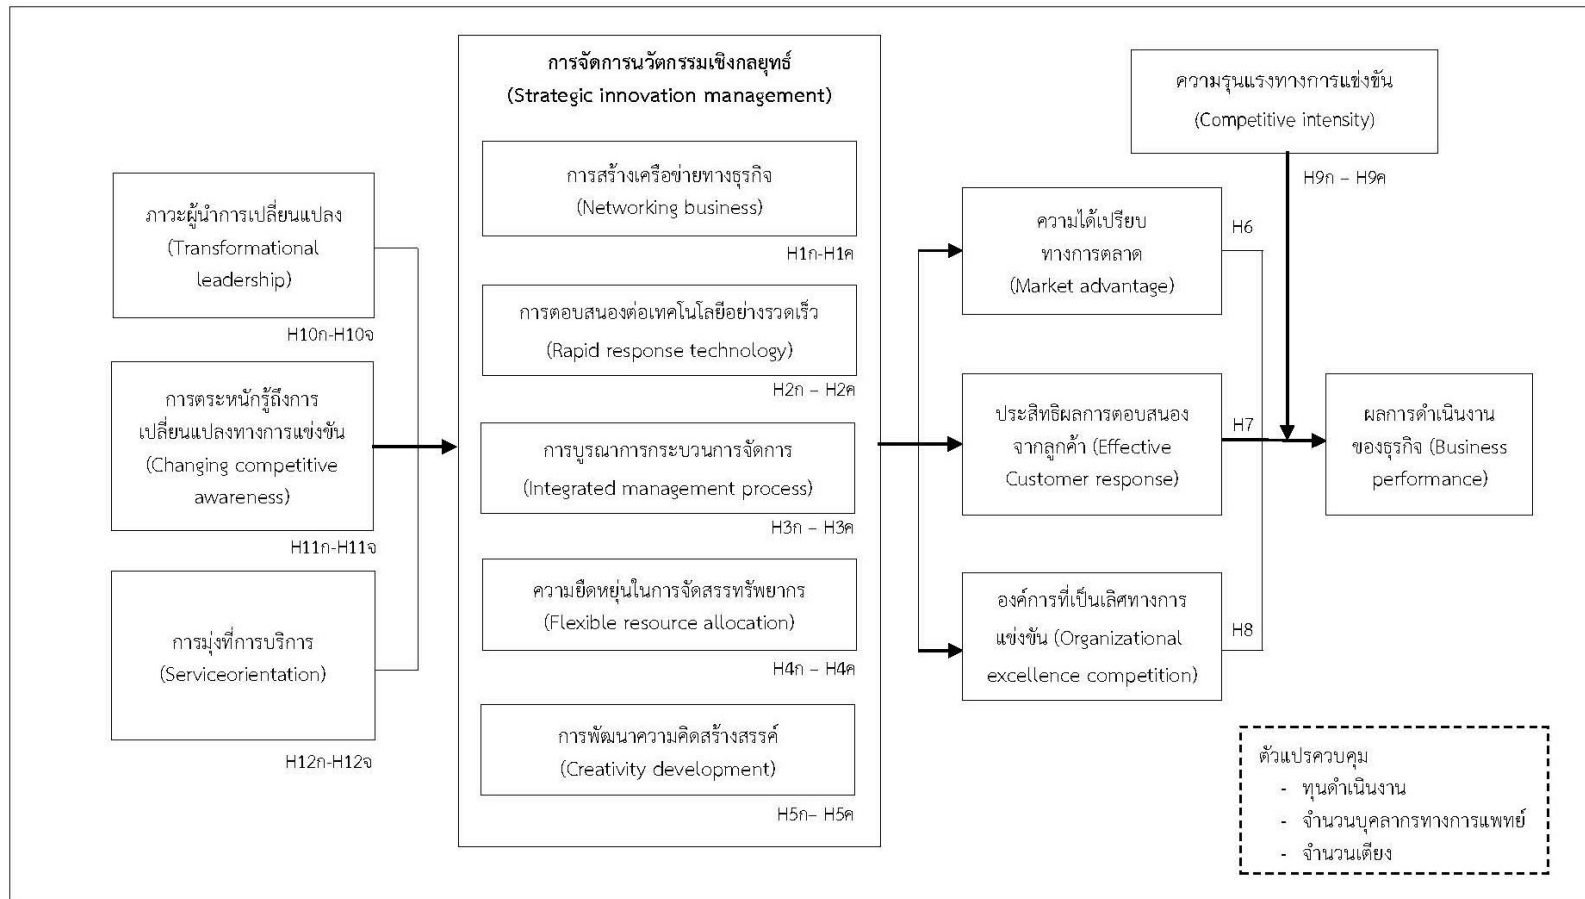 การจัดการนวัตกรรมเชิงกลยุทธ์
(Strategic innovation management)
ความรุนแรงทางการแข่งขัน
(Competitive intensity)
H9ก – H9ค
ภาวะผู้นำการเปลี่ยนแปลง
(Transformational
leadership)
H10ก-H10จ
การตระหนักรู้ถึงการ
เปลี่ยนแปลงทางการแข่งขัน
(Changing competitive
awareness)
H11ก-H11จ
การมุ่งที่การบริการ
(Serviceorientation)
H12ก-H12จ
การสร้างเครือข่ายทางธุรกิจ
(Networking business)
H1ก-H1ค
การตอบสนองต่อเทคโนโลยีอย่างรวดเร็ว
(Rapid response technology)
H2ก – H2ค
การบูรณาการกระบวนการจัดการ
(Integrated management process)
H3ก – H3ค
ความยืดหยุ่นในการจัดสรรทรัพยากร
(Flexible resource allocation)
H4ก – H4ค
การพัฒนาความคิดสร้างสรรค์
(Creativity development)
H5ก– H5ค
ความได้เปรียบ
ทางการตลาด
(Market advantage)
H6
ประสิทธิผลการตอบสนอง
จากลูกค้า (Effective
Customer response)
H7
องค์การที่เป็นเลิศทางการ
แข่งขัน (Organizational
excellence competition)
H8
ผลการดำเนินงาน
ของธุรกิจ (Business
performance)
ตัวแปรควบคุม
- ทุนดำเนินงาน
- จำนวนบุคลากรทางการแพทย์
- จำนวนเตียง